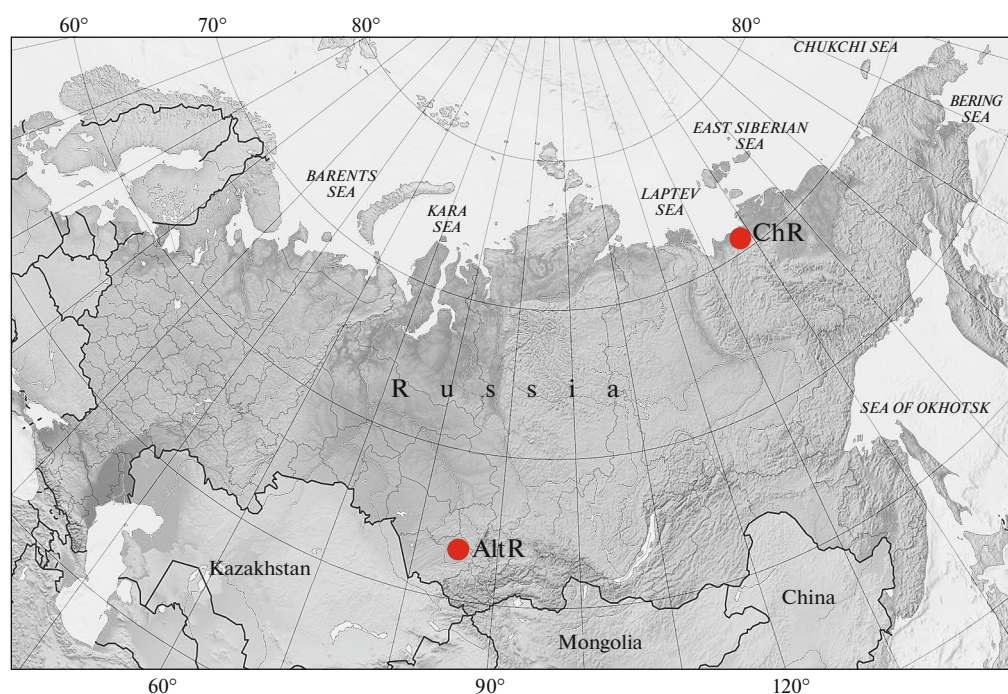 60° 70° 80° 80°
CHUKCHI SEA
BERING
SEA
EAST SIBERIAN
SEA
BARENTS
SEA
LAPTEV
SEA
KARA
SEA
ChR
Russia
SEA OF OKHOTSK
AltR
Kazakhstan
China
Mongolia
60° 90° 120°